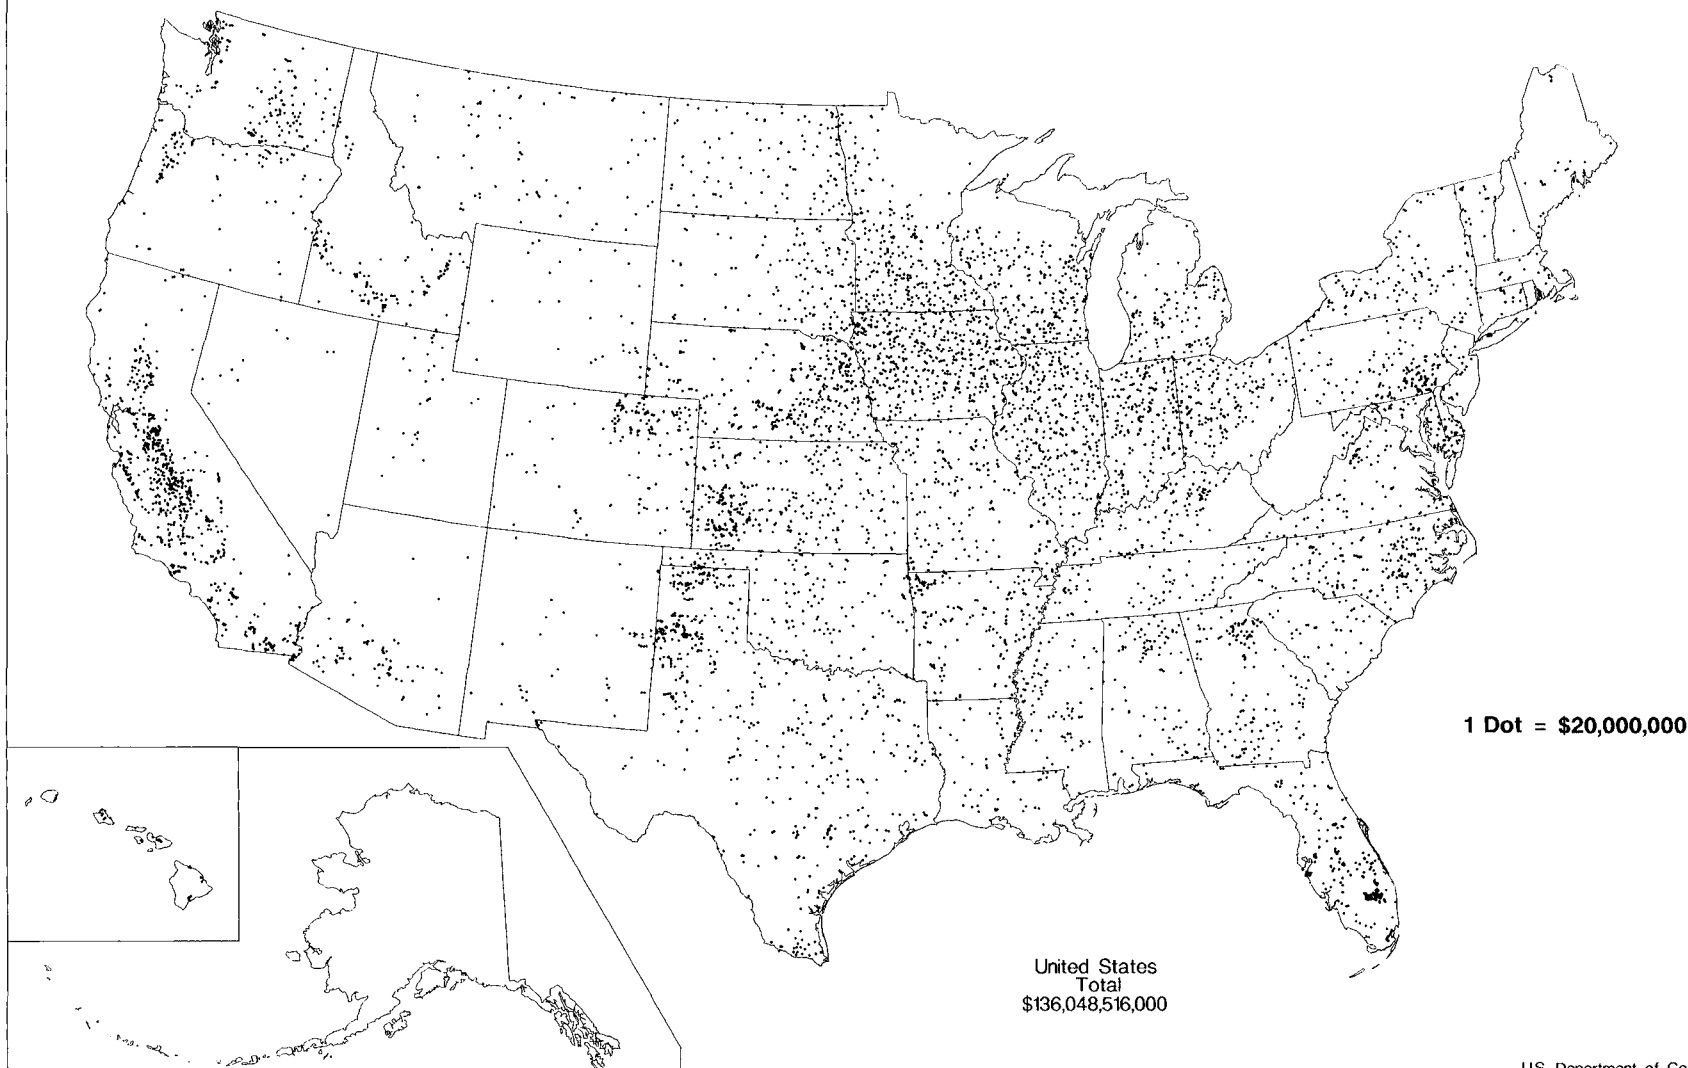 1 Dot = $20,000,000
United States
Total
$136,048,516,000